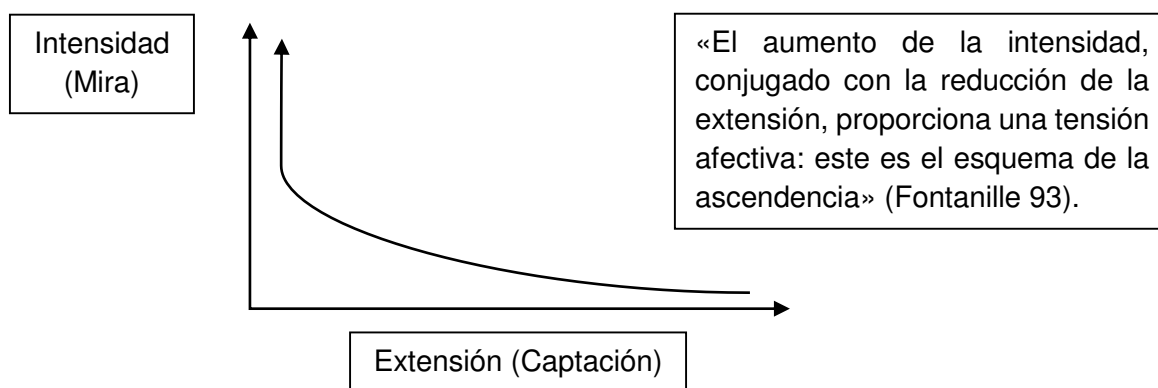 Intensidad
(Mira)
«El aumento de la intensidad,
conjugado con la reducción de la
extensión, proporciona una tensión
afectiva: este es el esquema de la
ascendencia» (Fontanille 93).
Extensión (Captación)